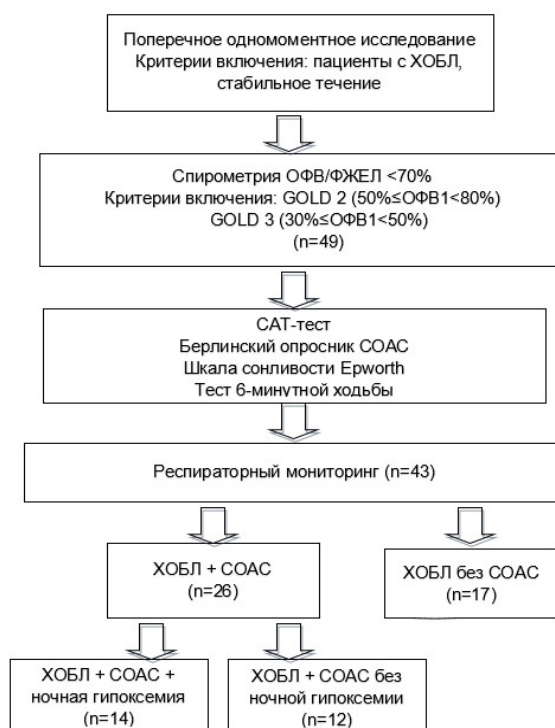 Поперечное одномоментное исследование
Критерии включения: пациенты с ХОБЛ,
стабильное течение
Спирометрия ОФВ/ФЖЕЛ <70%
Критерии включения: GOLD 2 (50%≤ОФВ1<80%)
GOLD 3 (30%≤ОФВ1<50%)
(n=49)
САТ-тест
Берлинский опросник СОАС
Шкала сонливости Epworth
Тест 6-минутной ходьбы
Респираторный мониторинг (n=43)
ХОБЛ + СОАС
(n=26)
ХОБЛ без СОАС
(n=17)
ХОБЛ + СОАС +
ночная гипоксемия
(n=14)
ХОБЛ + СОАС без
ночной гипоксемии
(n=12)